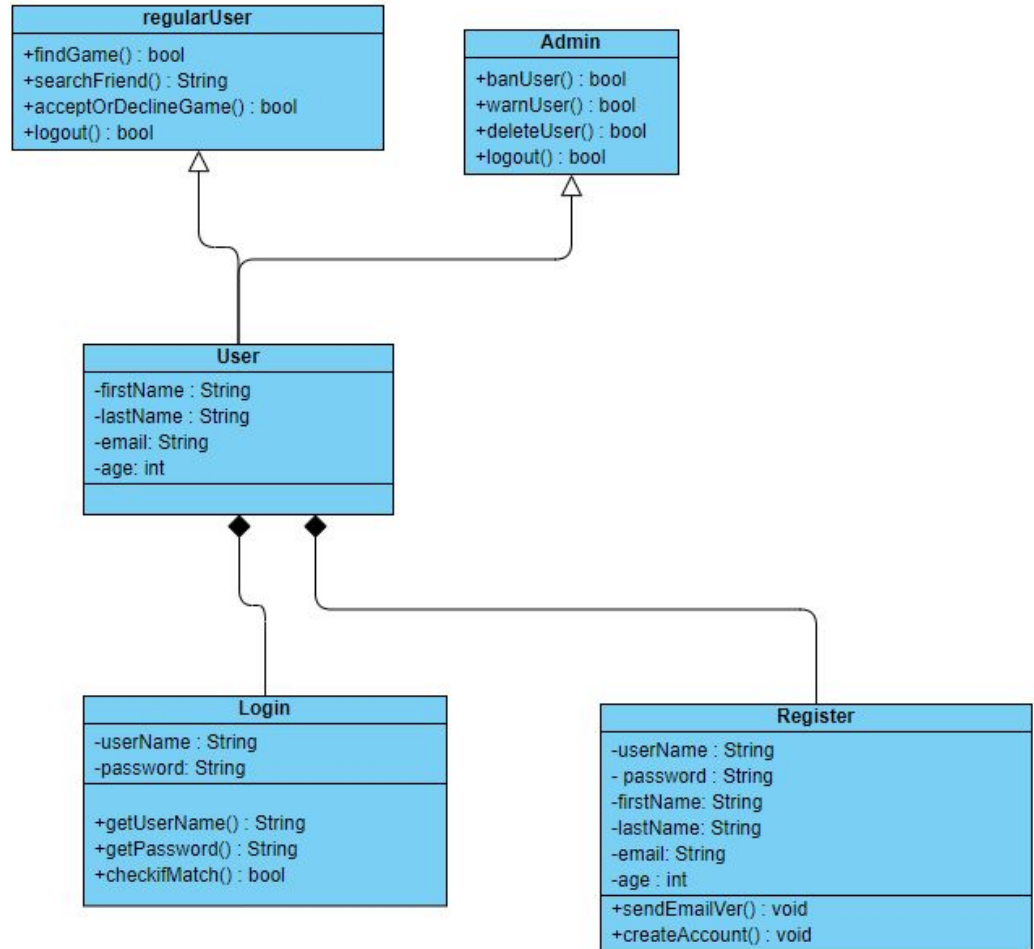 regularUser
+findGame() : bool
+searchFriend() : String
+acceptOrDeclineGame() : bool
+logout() : bool
Admin
+banUser() : bool
+warnUser() : bool
+deleteUser() : bool
+logout() : bool
User
-firstName : String
-lastName : String
-email: String
-age: int
Login
-userName : String
-password: String
+getUserName() : String
+getPassword() : String
+checkifMatch() : bool
Register
-userName : String
- password : String
-firstName: String
-lastName: String
-email: String
-age : int
+sendEmailVer() : void
+createAccount() : void